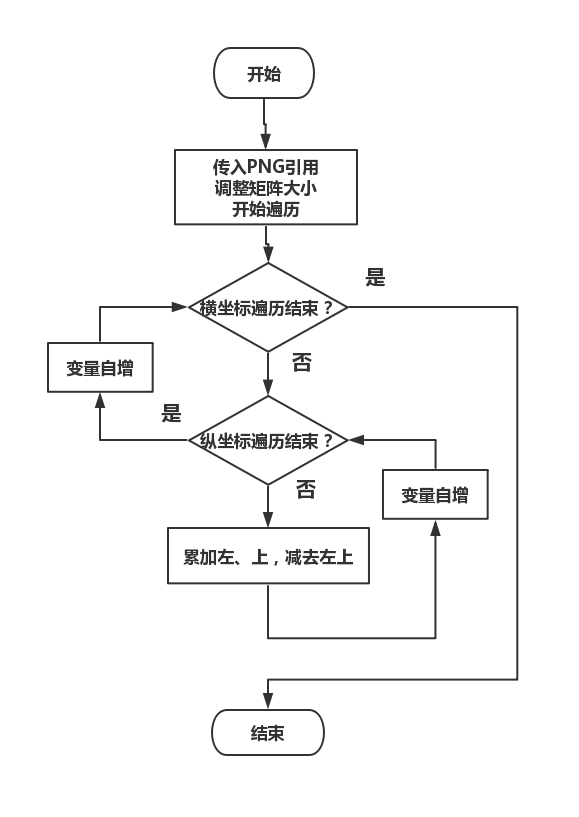 开始
传入PNG引用
调整矩阵大小
开始遍历
是
横坐标遍历结束？
变量自增
否
是
纵坐标遍历结束？
否
变量自增
累加左、上，减去左上
结束